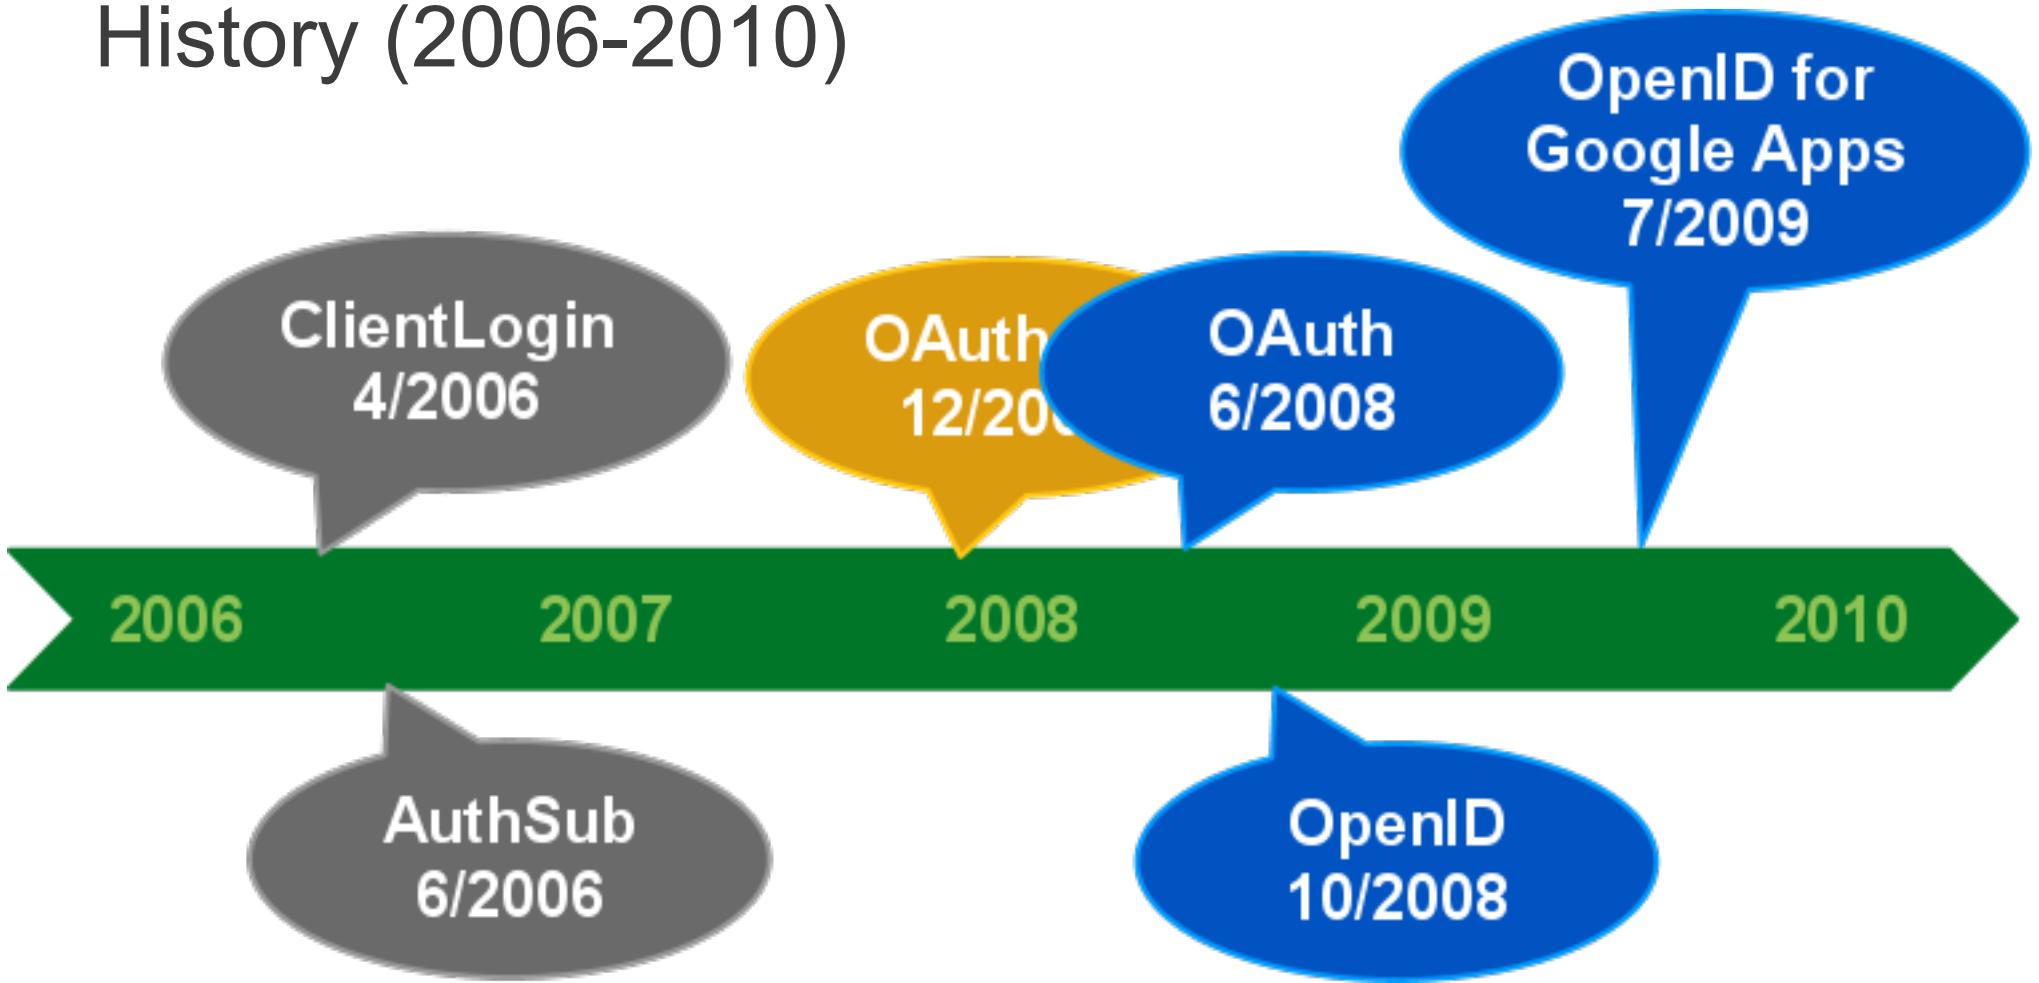 History (2006-2010)
OpenID for
Google Apps
7/2009
ClientLogin
4/2006
OAuth
OAuth
6/2008
2006 2007 2008 2009 2010
AuthSub
6/2006
OpenID
10/2008